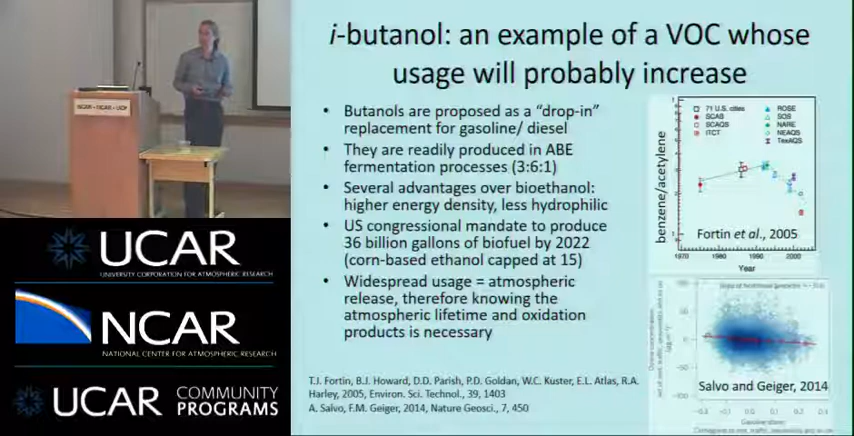 i-butanol: an example of a VOC whose
usage will probably increase
• Butanols are proposed as a “drop-in”
replacement for gasoline/ diesel
• They are readily produced in ABE
fermentation processes (3:6:1)
• Several advantages over bioethanol:
higher energy density, less hydrophilic
• US congressional mandate to produce
36 billion gallons of biofuel by 2022
(corn-based ethanol capped at 15)
• Widespread usage = atmospheric
release, therefore knowing the
atmospheric lifetime and oxidation
products is necessary
T.J. Fortin, B.J. Howard, D.D. Parish, P.D. Goldan, W.C. Kuster, E.L. Atlas, R.A.
Harley, 2005, Environ. Sci. Technol., 39, 1403
A. Salvo, F.M. Geiger, 2014, Nature Geosci., 7, 450
benzene/acetylene
71 U.S. cities
SCAB
SCAQS
ITCT
ROSE
SOS
NARE
NEAQS
TexAQS
Fortin et al., 2005
1970 1980 1990 2000
Year
Salvo and Geiger, 2014
NCAR • NCAR • UCP
UCAR
UNIVERSITY CORPORATION FOR ATMOSPHERIC RESEARCH
NCAR
NATIONAL CENTER FOR ATMOSPHERIC RESEARCH
UCAR COMMUNITY
PROGRAMS